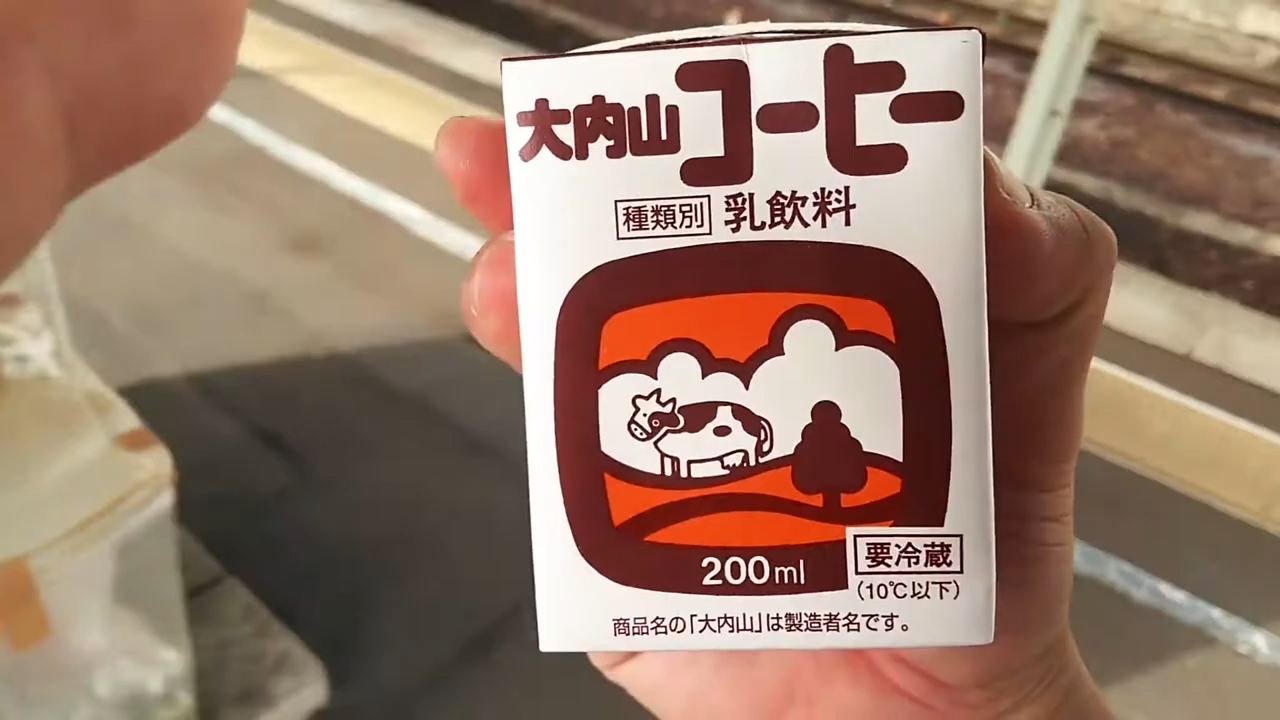 大内山コーヒー
種類別 乳飲料
200ml
要冷蔵
(10℃以下)
商品名の「大内山」は製造者名です。